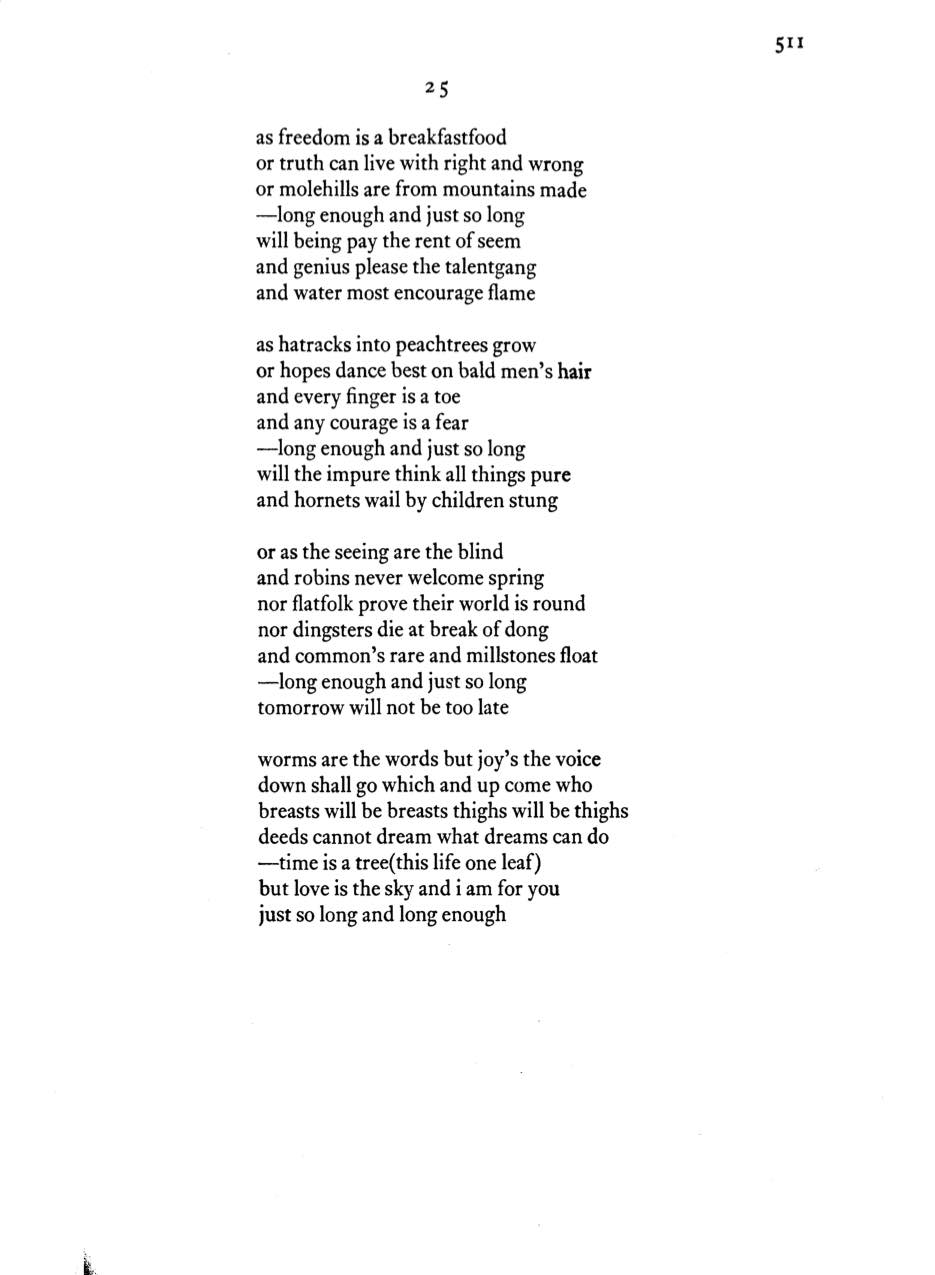 511
25
as freedom is a breakfastfood
or truth can live with right and wrong
or molehills are from mountains made
—long enough and just so long
will being pay the rent of seem
and genius please the talentgang
and water most encourage flame
as hatracks into peachtrees grow
or hopes dance best on bald men's hair
and every finger is a toe
and any courage is a fear
—long enough and just so long
will the impure think all things pure
and hornets wail by children stung
or as the seeing are the blind
and robins never welcome spring
nor flatfolk prove their world is round
nor dingsters die at break of dong
and common's rare and millstones float
—long enough and just so long
tomorrow will not be too late
worms are the words but joy's the voice
down shall go which and up come who
breasts will be breasts thighs will be thighs
deeds cannot dream what dreams can do
—time is a tree(this life one leaf)
but love is the sky and i am for you
just so long and long enough